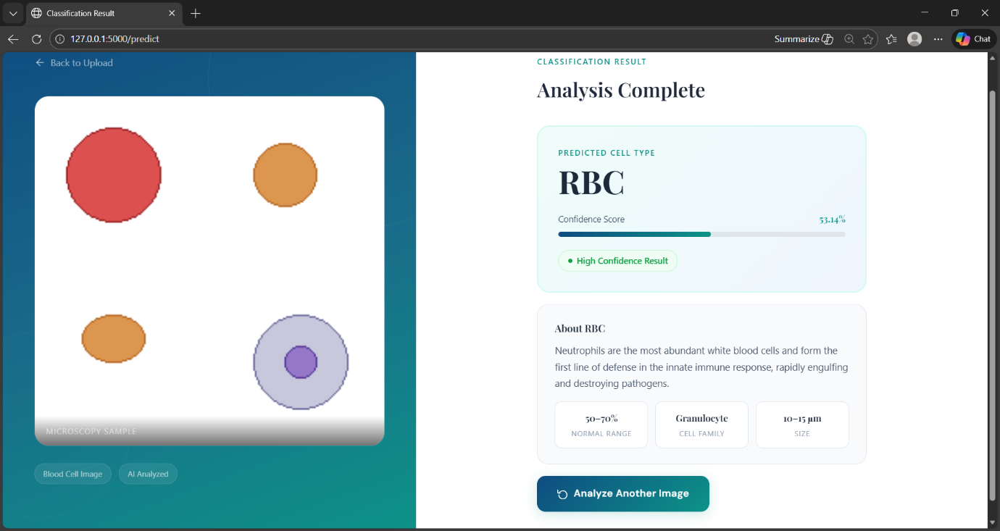 Classification Result
127.0.0.1:5000/predict
Summarize
Chat
Back to Upload
MICROSCOPY SAMPLE
Blood Cell Image
AI Analyzed
CLASSIFICATION RESULT
Analysis Complete
PREDICTED CELL TYPE
RBC
Confidence Score
53.14%
High Confidence Result
About RBC
Neutrophils are the most abundant white blood cells and form the
first line of defense in the innate immune response, rapidly engulfing
and destroying pathogens.
50–70%
NORMAL RANGE
Granulocyte
CELL FAMILY
10–15 μm
SIZE
Analyze Another Image